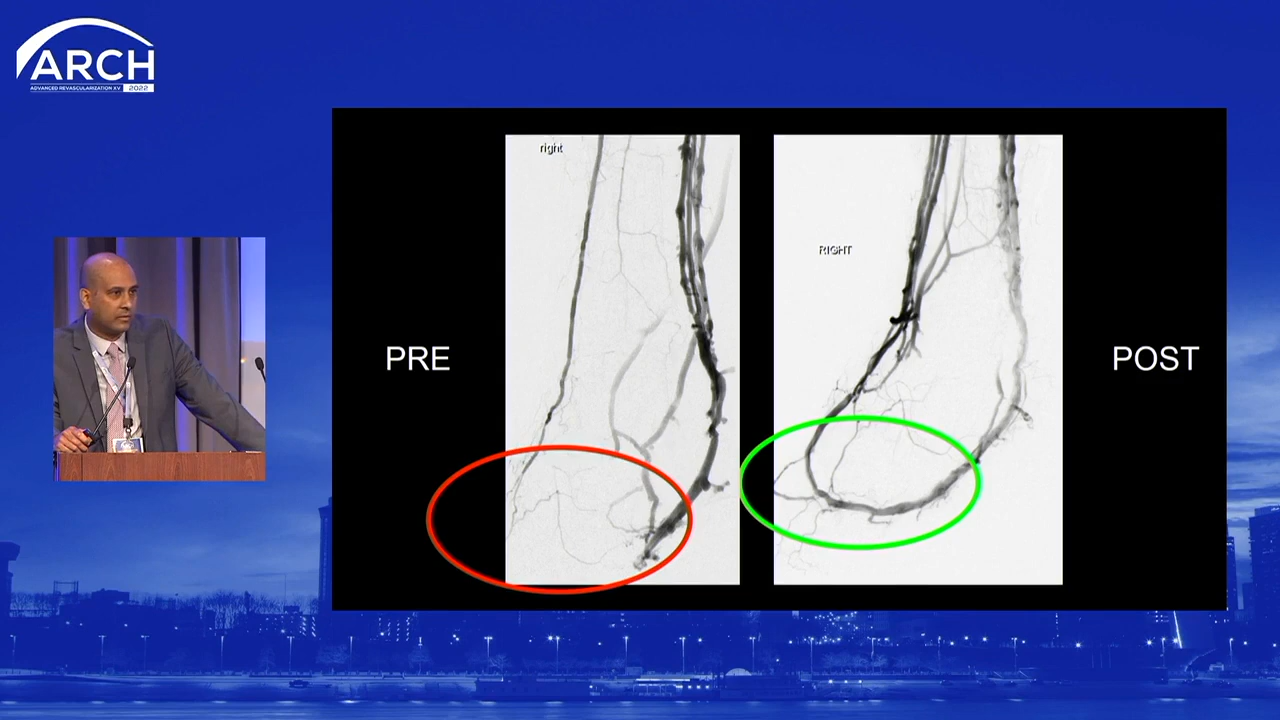 ARCH
ADVANCED REVASCULARIZATION XV 2022
right
RIGHT
PRE
POST